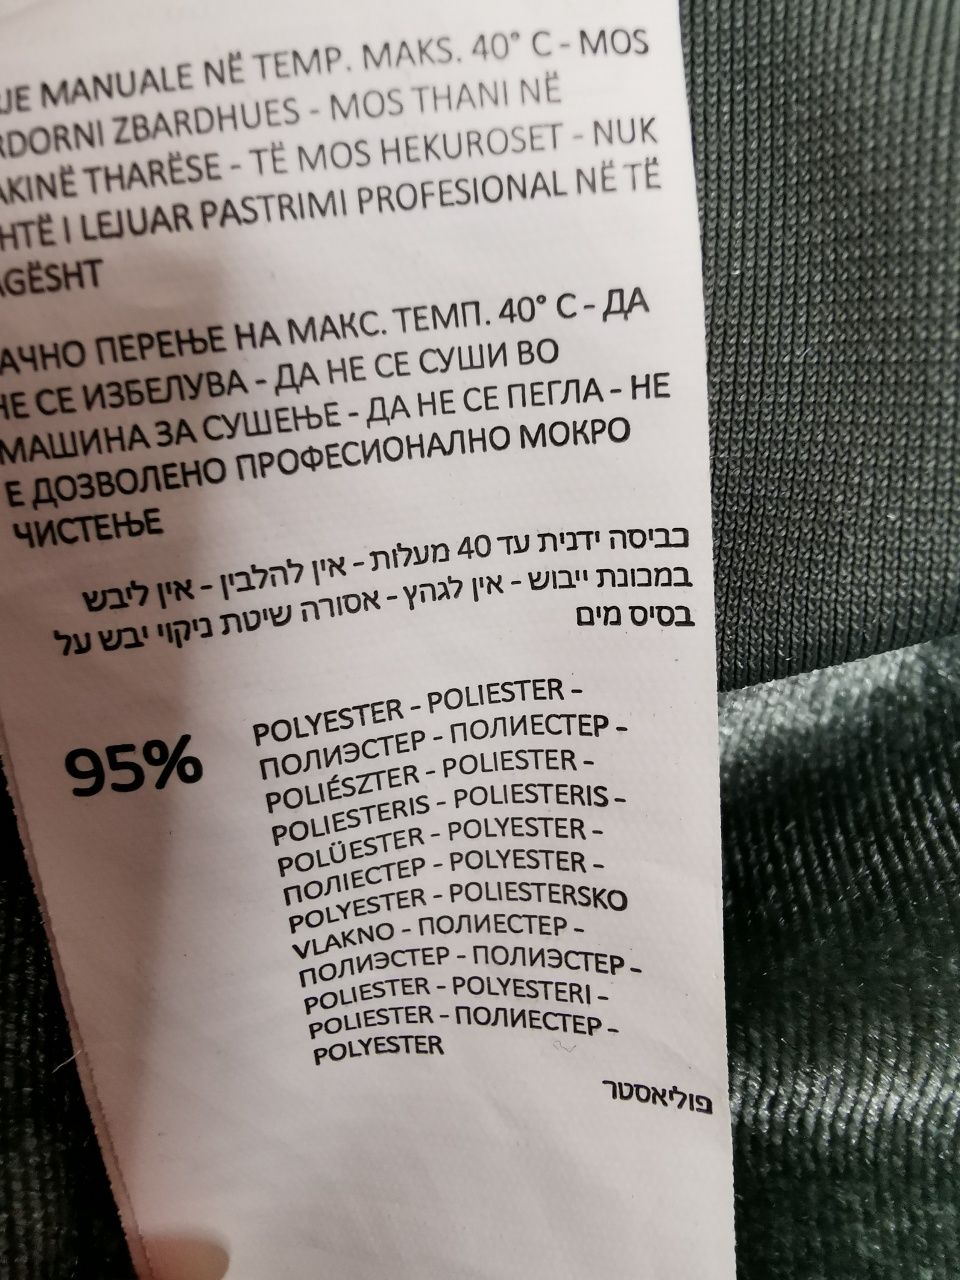 JE MANUALE NË TEMP. MAKS. 40° C - MOS
RDORNI ZBARDHUES - MOS THANI NË
AKINË THARËSE - TË MOS HEKUROSET - NUK
HTË I LEJUAR PASTRIMI PROFESIONAL NË TË
AGËSHT
АЧНО ПЕРЕЊЕ НА МАКС. ТЕМП. 40° C - ДА
НЕ СЕ ИЗБЕЛУВА - ДА НЕ СЕ СУШИ ВО
МАШИНА ЗА СУШЕЊЕ - ДА НЕ СЕ ПЕГЛА - НЕ
Е ДОЗВОЛЕНО ПРОФЕСИОНАЛНО МОКРО
ЧИСТЕЊЕ
כביסה ידנית עד 40 מעלות - אין להלבין - אין ליבש
במכונת ייבוש - אין לגהץ - אסורה שיטת ניקוי יבש על
בסיס מים
95%
POLYESTER - POLIESTER -
ПОЛИЭСТЕР - ПОЛИЕСТЕР -
POLIÉSZTER - POLIESTER -
POLIESTERIS - POLIESTERIS -
POLÜESTER - POLYESTER -
ПОЛІЕСТЕР - POLYESTER -
POLYESTER - POLIESTERSKO
VLAKNO - ПОЛИЕСТЕР -
ПОЛИЭСТЕР - ПОЛИЭСТЕР -
POLIESTER - POLYESTERI -
POLIESTER - ПОЛИЕСТЕР -
POLYESTER
פוליאסטר